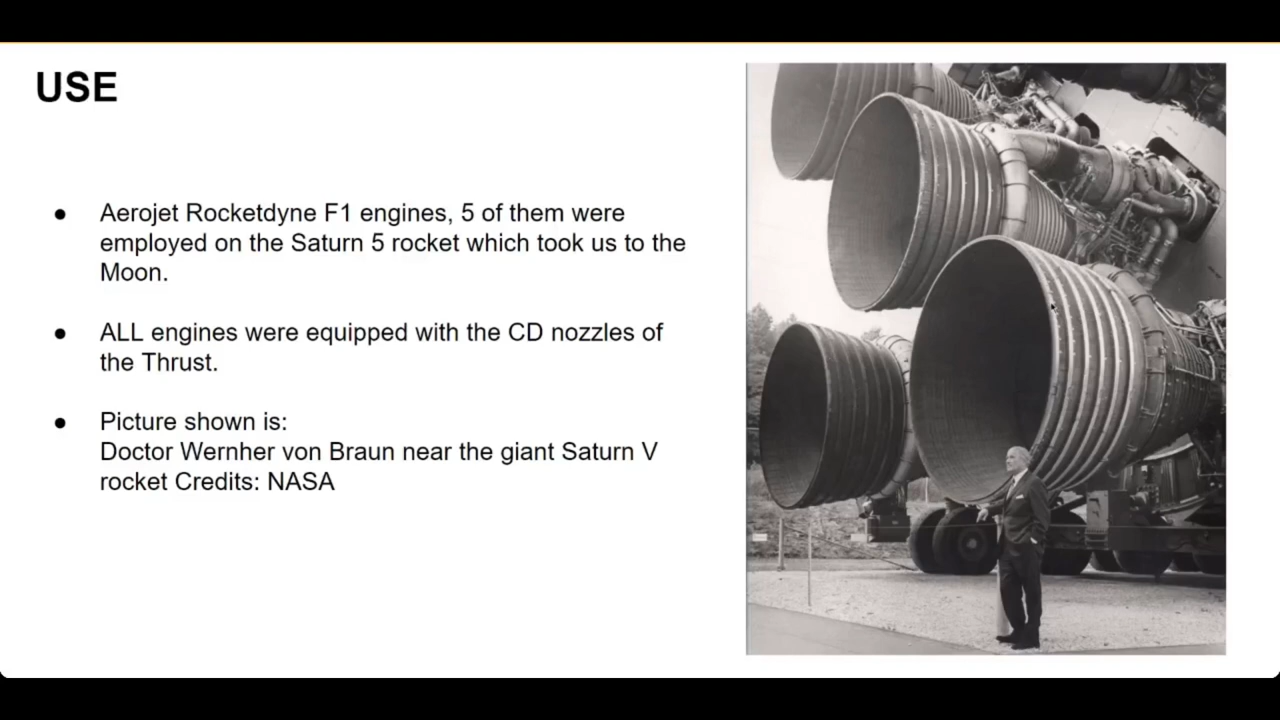 USE
● Aerojet Rocketdyne F1 engines, 5 of them were
employed on the Saturn 5 rocket which took us to the
Moon.
● ALL engines were equipped with the CD nozzles of
the Thrust.
● Picture shown is:
Doctor Wernher von Braun near the giant Saturn V
rocket Credits: NASA